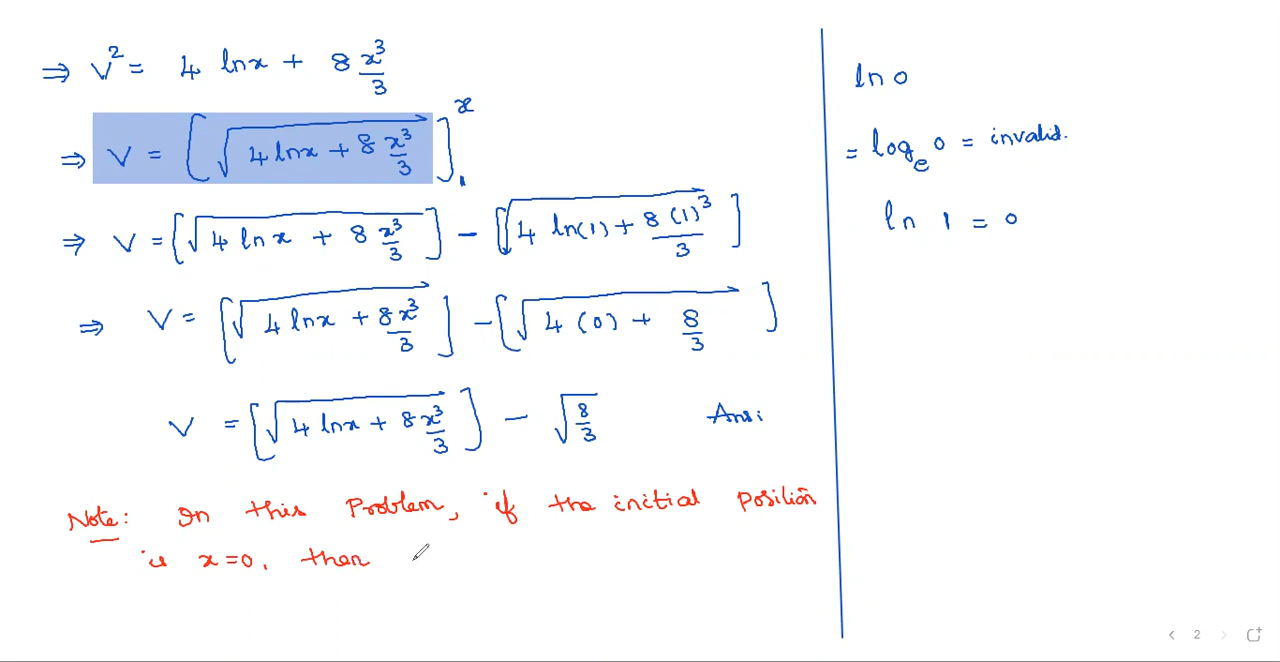 ⇒ V² = 4 lnx + 8 x³/3
⇒ V = [√(4 lnx + 8 x³/3)]₁ˣ
⇒ V = [√(4 ln x + 8 x³/3)] - [√(4 ln(1) + 8(1)³/3)]
⇒ V = [√(4 lnx + 8x³/3)] - [√(4 (0) + 8/3)]
V = [√(4 lnx + 8x³/3)] - √(8/3) Ans:
Note: In this Problem, if the initial position
is x=0, then
ln 0
= logₑ 0 = invalid.
ln 1 = 0
2